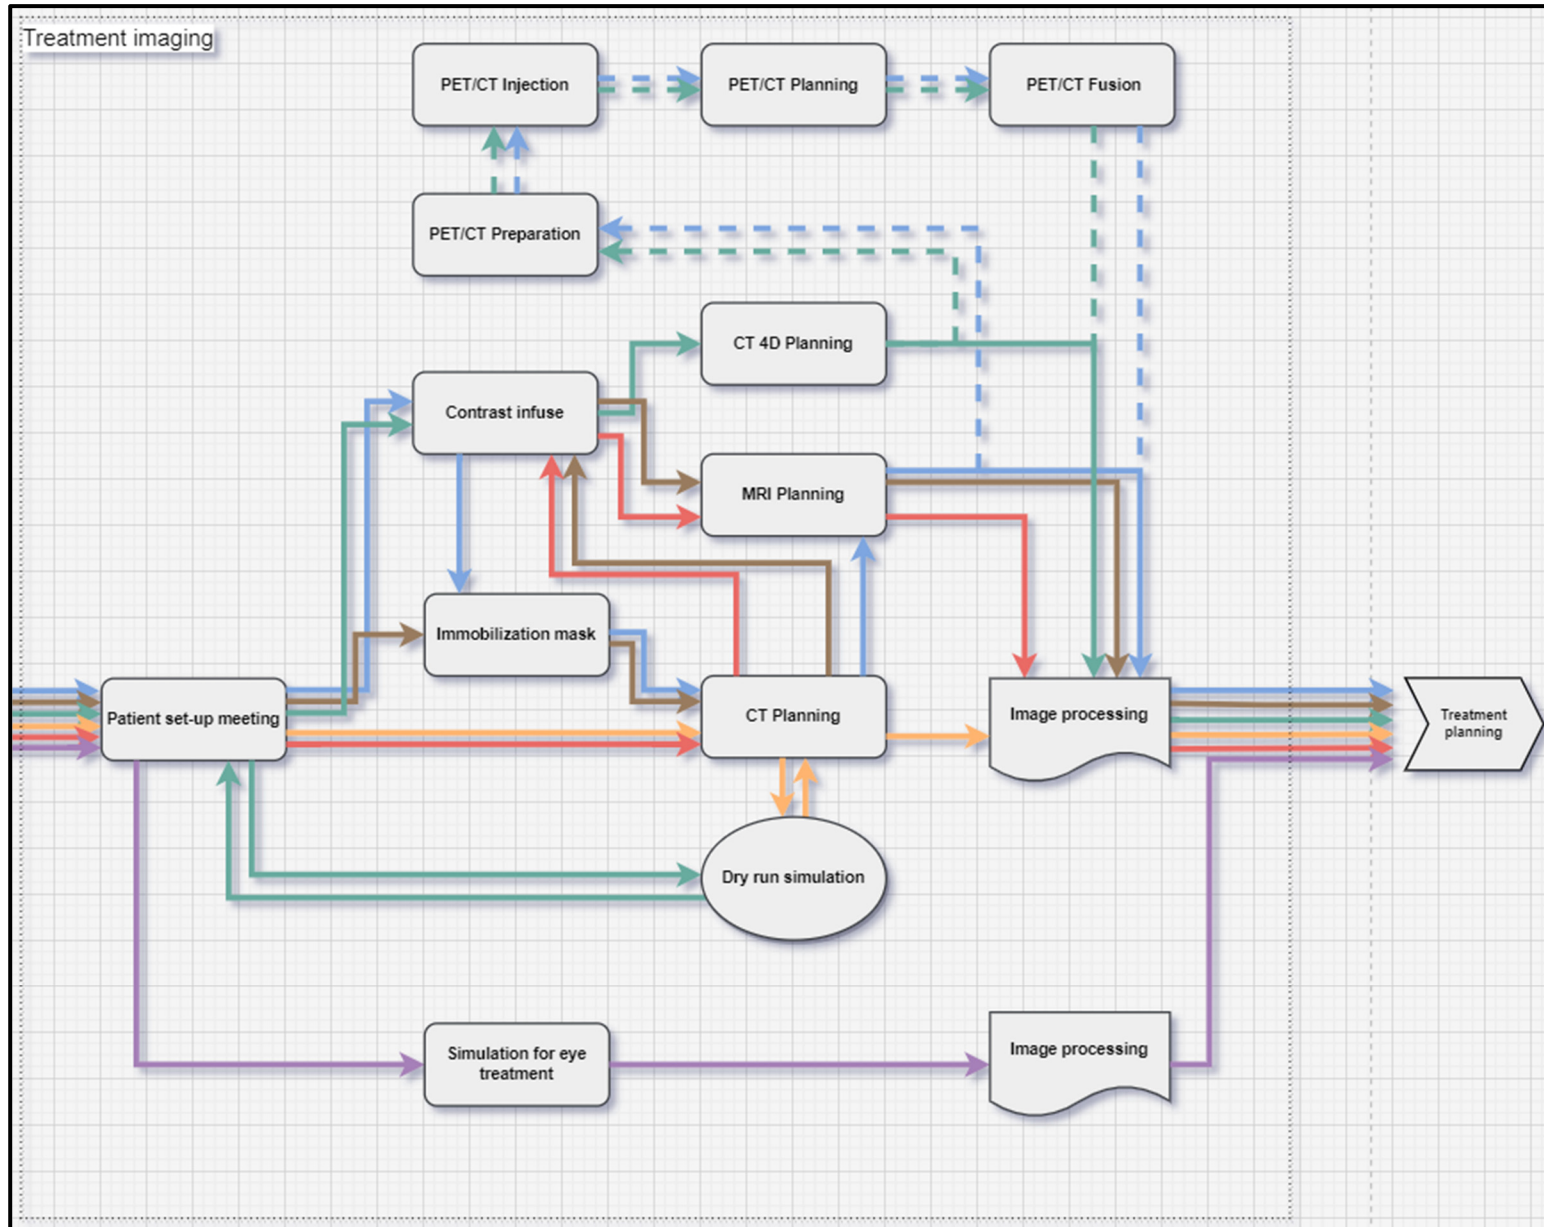 Treatment imaging
PET/CT Injection
PET/CT Planning
PET/CT Fusion
PET/CT Preparation
CT 4D Planning
Contrast infuse
MRI Planning
Immobilization mask
Patient set-up meeting
CT Planning
Image processing
Treatment
planning
Dry run simulation
Simulation for eye
treatment
Image processing